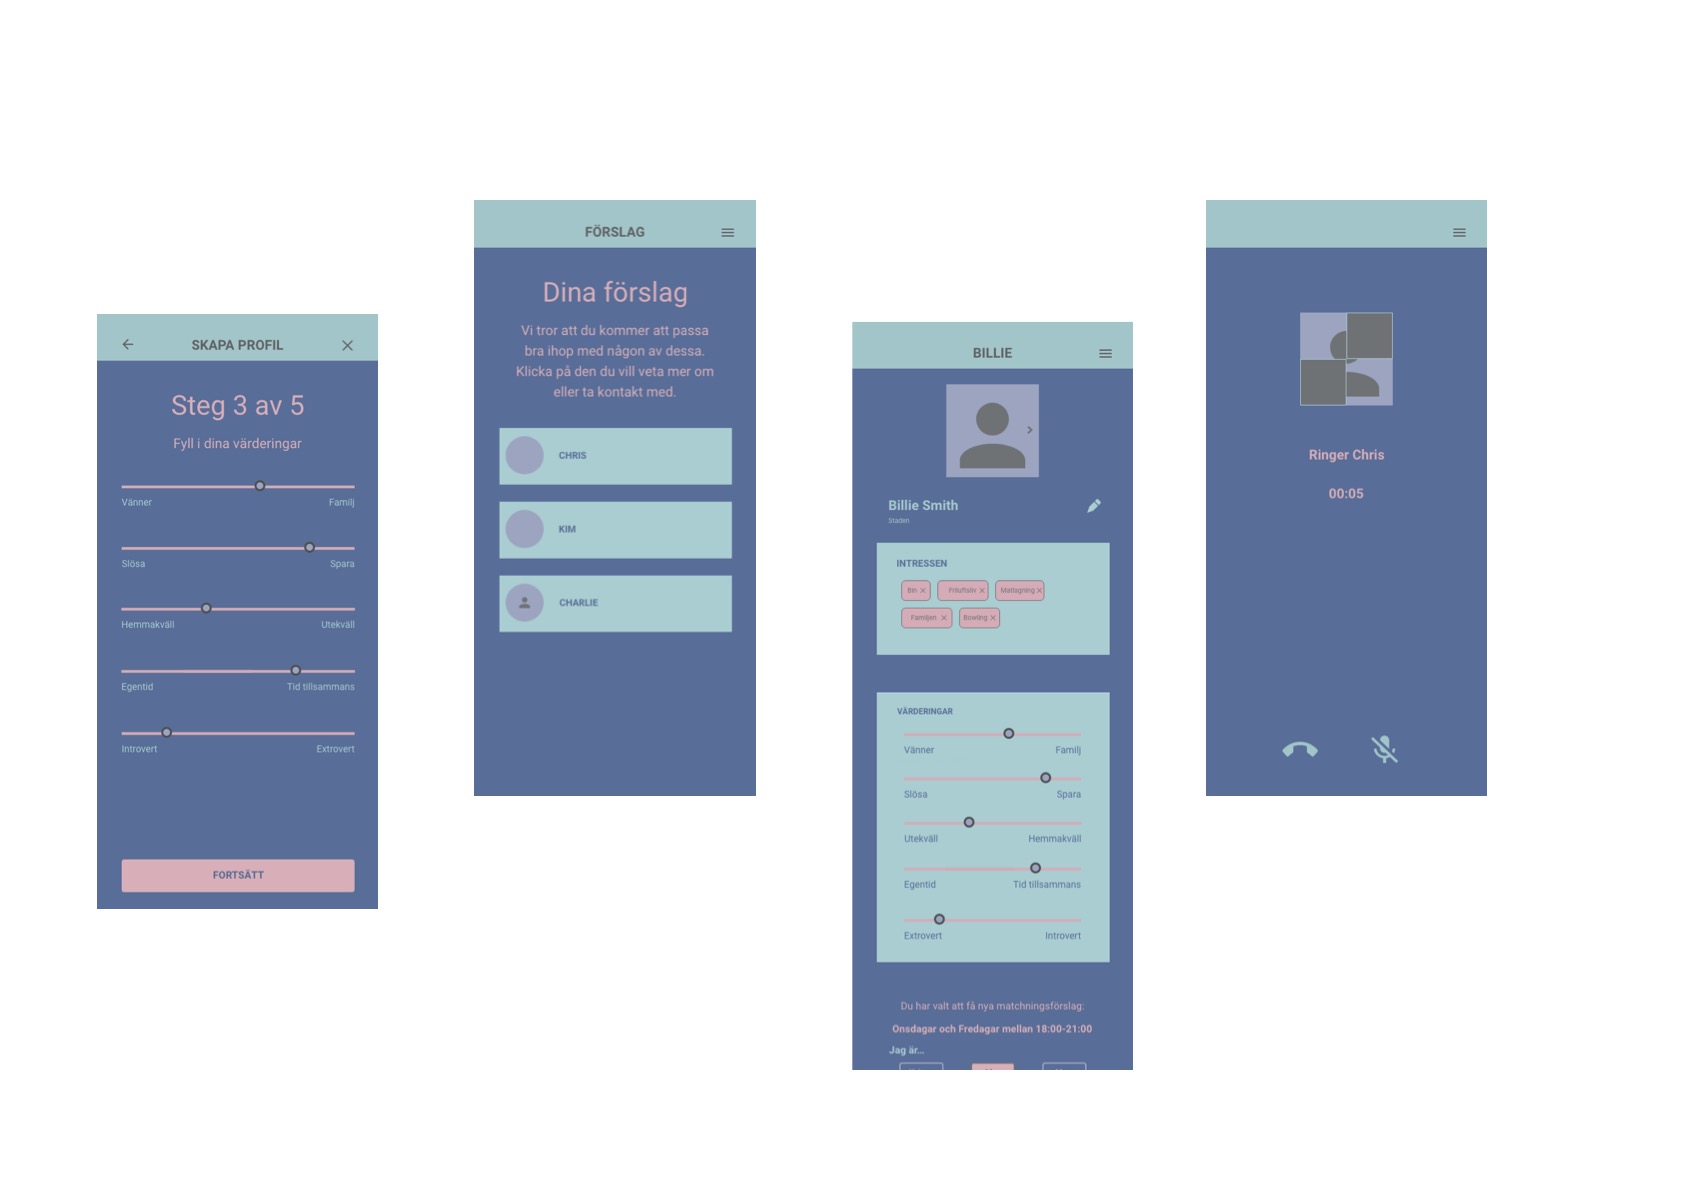 SKAPA PROFIL
Steg 3 av 5
Fyll i dina värderingar
Vänner Familj
Slösa Spara
Hemmakväll Utekväll
Egentid Tid tillsammans
Introvert Extrovert
FORTSÄTT
FÖRSLAG
Dina förslag
Vi tror att du kommer att passa
bra ihop med någon av dessa.
Klicka på den du vill veta mer om
eller ta kontakt med.
CHRIS
KIM
CHARLIE
BILLIE
Billie Smith
Staden
INTRESSEN
Bio Friluftsliv Matlagning
Familjen Bowling
VÄRDERINGAR
Vänner Familj
Slösa Spara
Utekväll Hemmakväll
Egentid Tid tillsammans
Extrovert Introvert
Du har valt att få nya matchningsförslag:
Onsdagar och Fredagar mellan 18:00-21:00
Jag är...
Ringer Chris
00:05